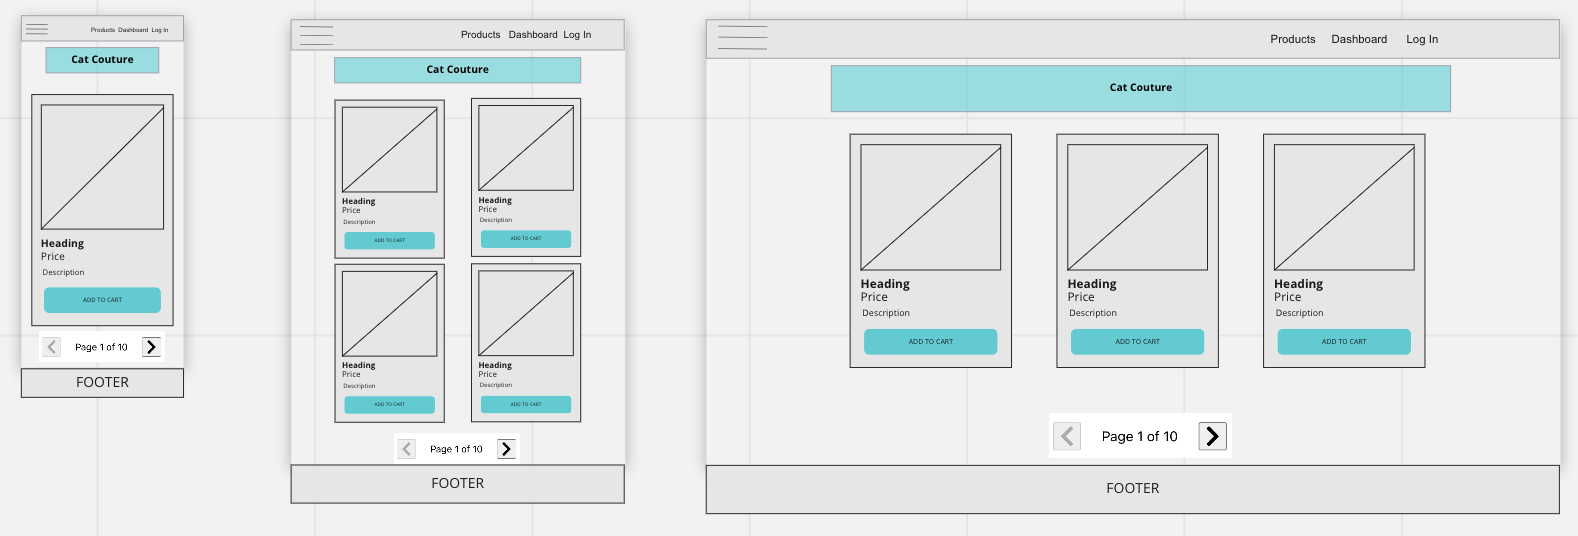 Products Dashboard Log In
Cat Couture
Heading
Price
Description
ADD TO CART
Page 1 of 10
FOOTER
Products Dashboard Log In
Cat Couture
Heading
Price
Description
ADD TO CART
Heading
Price
Description
ADD TO CART
Heading
Price
Description
ADD TO CART
Heading
Price
Description
ADD TO CART
Page 1 of 10
FOOTER
Products Dashboard Log In
Cat Couture
Heading
Price
Description
ADD TO CART
Heading
Price
Description
ADD TO CART
Heading
Price
Description
ADD TO CART
Page 1 of 10
FOOTER